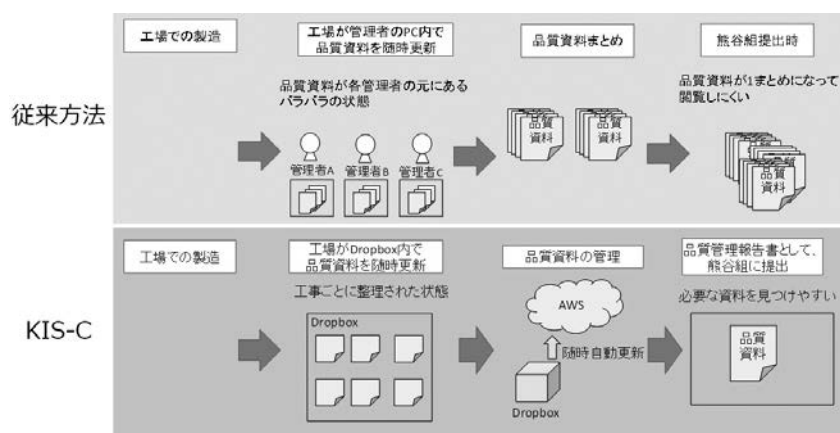 従来方法
工場での製造
工場が管理者のPC内で
品質資料を随時更新
品質資料が各管理者の元にある
バラバラの状態
管理者A
管理者B
管理者C
品質資料まとめ
品質
資料
品質
資料
熊谷組提出時
品質資料が1まとめになって
閲覧しにくい
品質
資料
品質
資料
KIS-C
工場での製造
工場がDropbox内で
品質資料を随時更新
工事ごとに整理された状態
Dropbox
品質資料の管理
AWS
随時自動更新
Dropbox
品質管理報告書として、
熊谷組に提出
必要な資料を見つけやすい
品質
資料